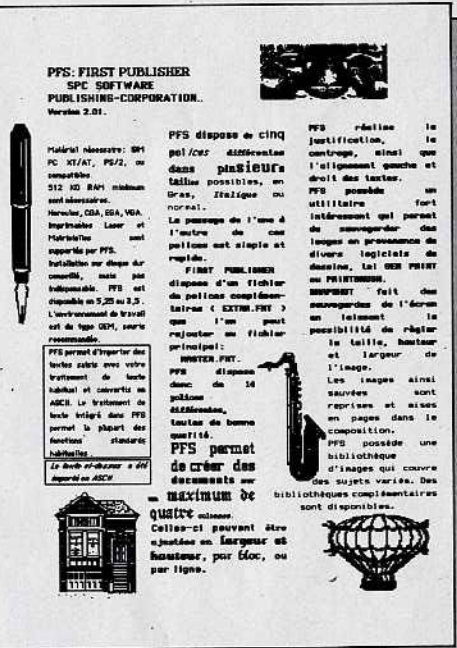 PFS: FIRST PUBLISHER
SPC SOFTWARE
PUBLISHING-CORPORATION..
Version 2.01.
Matériel nécessaire: IBM
PC XT/AT, PS/2, ou
compatibles
512 KO RAM minimum
sont nécessaires.
Hercules, CGA, EGA, VGA.
Imprimantes Laser et
Matricielles sont
supportés par PFS.
Installation sur disque dur
conseillé, mais pas
indispensable. PFS est
disponible en 5,25 ou 3,5.
L'environnement de travail
est du type GEM, souris
recommandée.
PFS permet d'importer des
textes saisis avec votre
traitement de texte
habituel et convertis en
ASCII. Le traitement de
texte intégré dans PFS
permet la plupart des
fonctions standards
habituelles.
Le texte ci-dessus a été
importé en ASCII
PFS dispose de cinq
polices différentes
dans plusieurs
tailles possibles, en
Gras, Italique ou
normal.
Le passage de l'une à
l'autre de ces
polices est simple et
rapide.
FIRST PUBLISHER
dispose d'un fichier
de polices complémen-
taires ( EXTRA.FNT )
que l'on peut
rajouter au fichier
principal:
MASTER.FNT.
PFS dispose
donc de 14
polices
différentes,
toutes de bonne
qualité.
PFS permet
de créer des
documents sur
un maximum de
quatre colonnes.
Celles-ci peuvent être
ajustées en largeur et
hauteur, par bloc, ou
par ligne.
PFS réalise la
justification, le
centrage, ainsi que
l'alignement gauche et
droit des textes.
PFS possède un
utilitaire fort
intéressant qui permet
de sauvegarder des
images en provenance de
divers logiciels de
dessins, tel GEM PAINT
ou PAINTBRUSH.
SNAPSHOT fait des
sauvegardes de l'écran
en laissant la
possibilité de régler
la taille, hauteur
et largeur de
l'image.
Les images ainsi
sauvées sont
reprises et mises
en pages dans la
composition.
PFS possède une
bibliothèque
d'images qui couvre
des sujets variés. Des
bibliothèques complémentaires
sont disponibles.